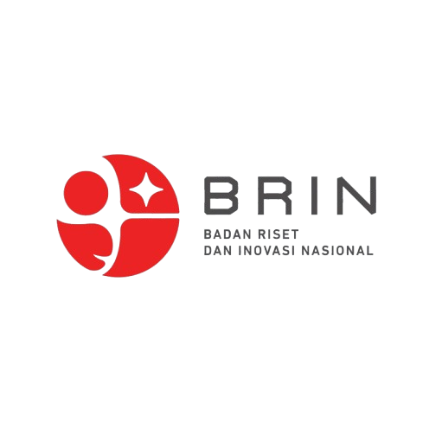 BRIN
BADAN RISET
DAN INOVASI NASIONAL